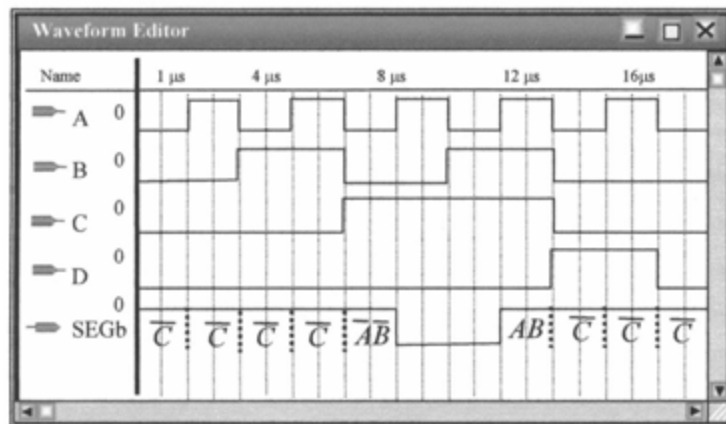 Waveform Editor
Name 1 μs 4 μs 8 μs 12 μs 16μs
A 0
B 0
C 0
D 0
SEGb 0 C̅ C̅ C̅ C̅ A̅B̅ AB C̅ C̅ C̅